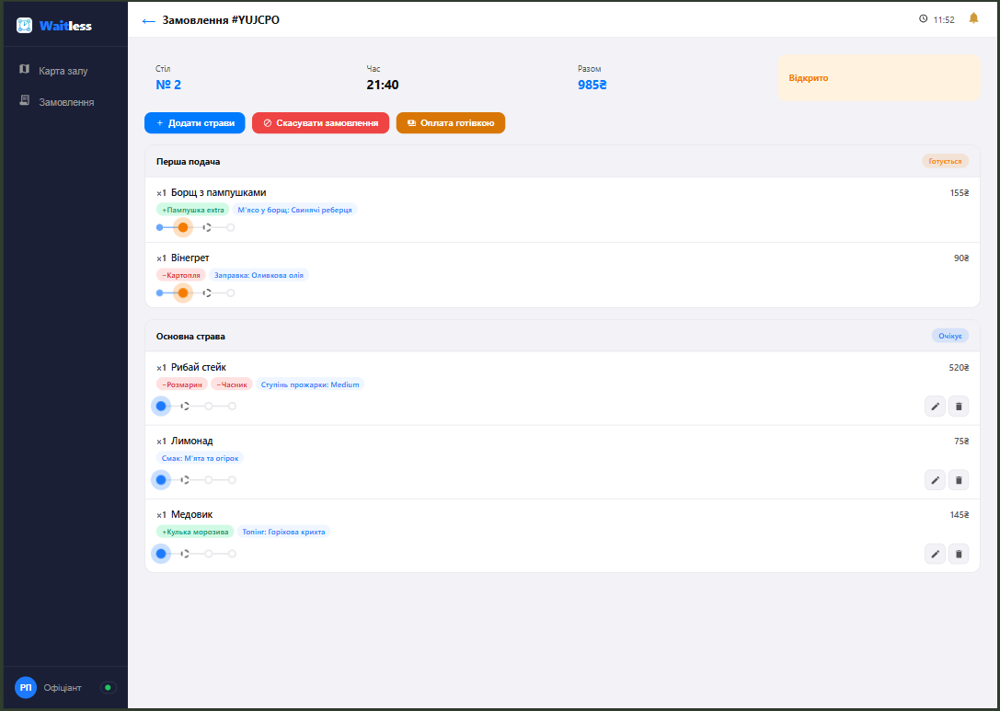 Waitless
← Замовлення #YUJCPO
11:52
Карта залу
Замовлення
Стіл
№ 2
Час
21:40
Разом
985₴
Відкрито
+ Додати страви
Скасувати замовлення
Оплата готівкою
Перша подача
Готується
×1 Борщ з пампушками
155₴
+Пампушка extra
М'ясо у борщ: Свинячі реберця
×1 Вінегрет
90₴
−Картопля
Заправка: Оливкова олія
Основна страва
Очікує
×1 Рибай стейк
520₴
−Розмарин
−Часник
Ступінь прожарки: Medium
×1 Лимонад
75₴
Смак: М'ята та огірок
×1 Медовик
145₴
+Кулька морозива
Топінг: Горіхова крихта
РП
Офіціант